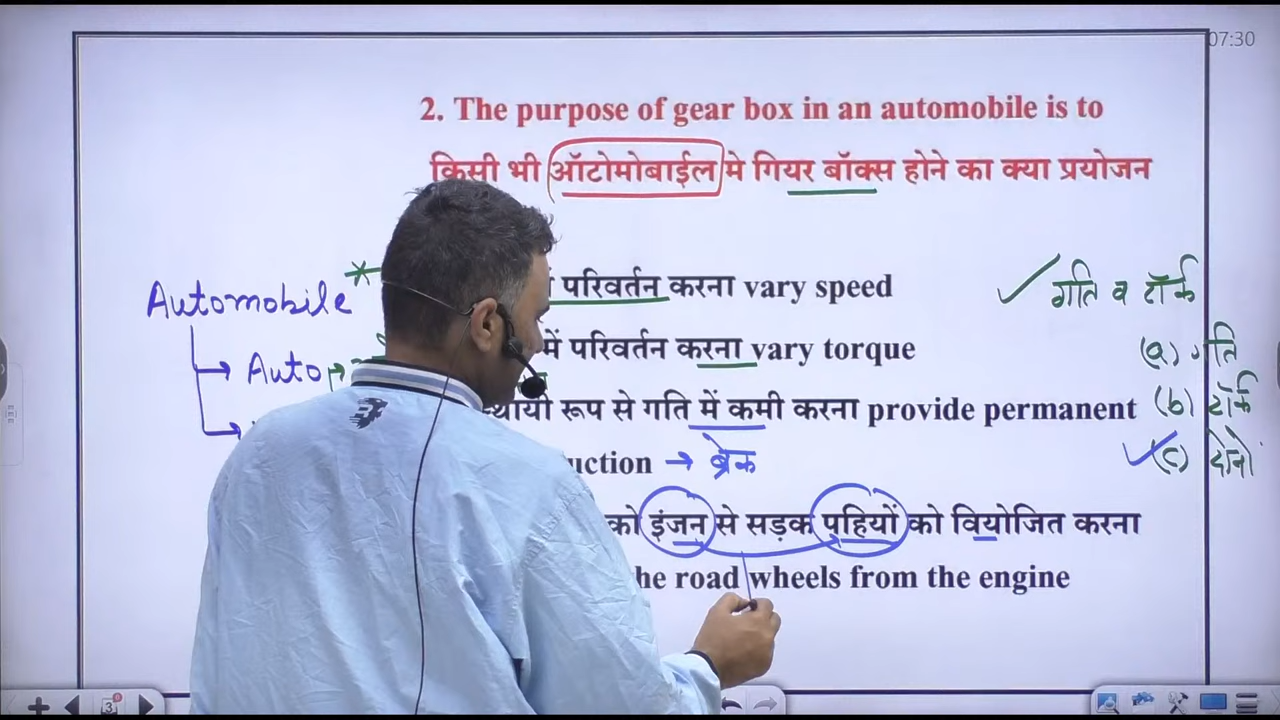 07:30
2. The purpose of gear box in an automobile is to
किसी भी ऑटोमोबाईल मे गियर बॉक्स होने का क्या प्रयोजन
परिवर्तन करना vary speed
में परिवर्तन करना vary torque
रूप से गति में कमी करना provide permanent
→ ब्रेक
को इंजन से सड़क पहियों को वियोजित करना
road wheels from the engine
Automobile *
→ Auto →
✓ गति व टॉर्क
(a) गति
(b) टॉर्क
✓ (c) दोनों
3